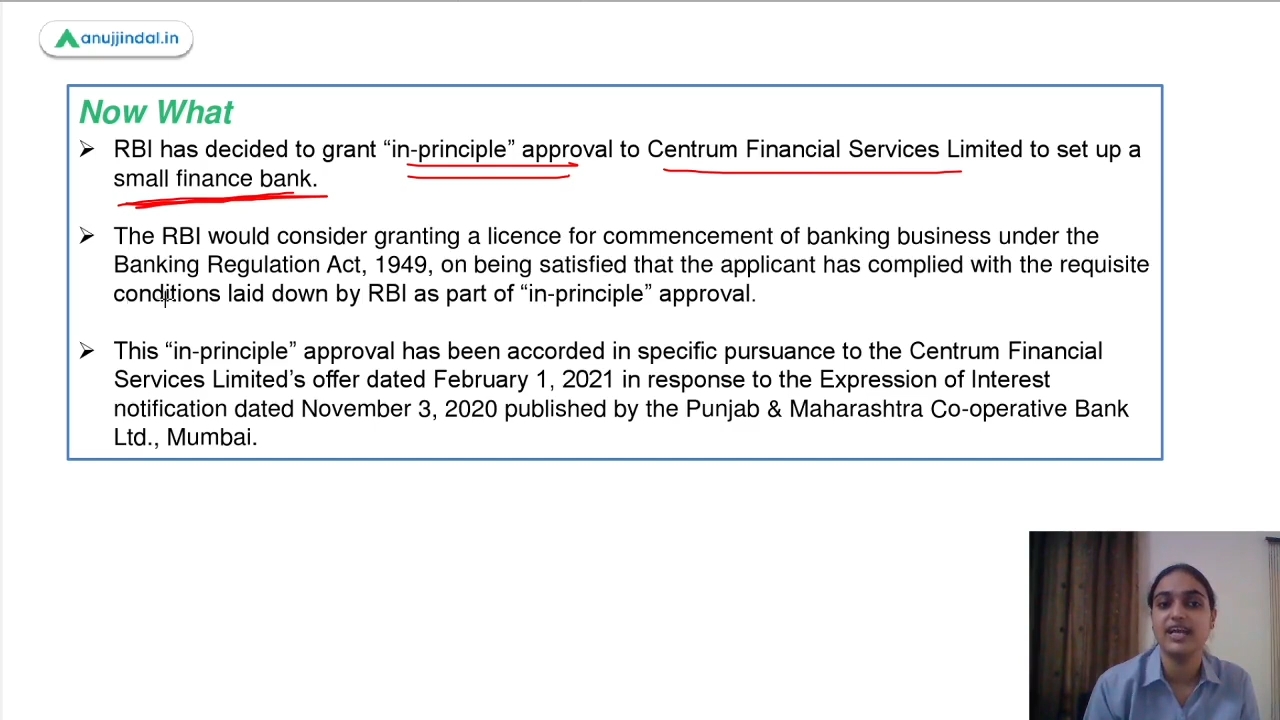 anujjindal.in
Now What
➢ RBI has decided to grant “in-principle” approval to Centrum Financial Services Limited to set up a
small finance bank.
➢ The RBI would consider granting a licence for commencement of banking business under the
Banking Regulation Act, 1949, on being satisfied that the applicant has complied with the requisite
conditions laid down by RBI as part of “in-principle” approval.
➢ This “in-principle” approval has been accorded in specific pursuance to the Centrum Financial
Services Limited’s offer dated February 1, 2021 in response to the Expression of Interest
notification dated November 3, 2020 published by the Punjab & Maharashtra Co-operative Bank
Ltd., Mumbai.